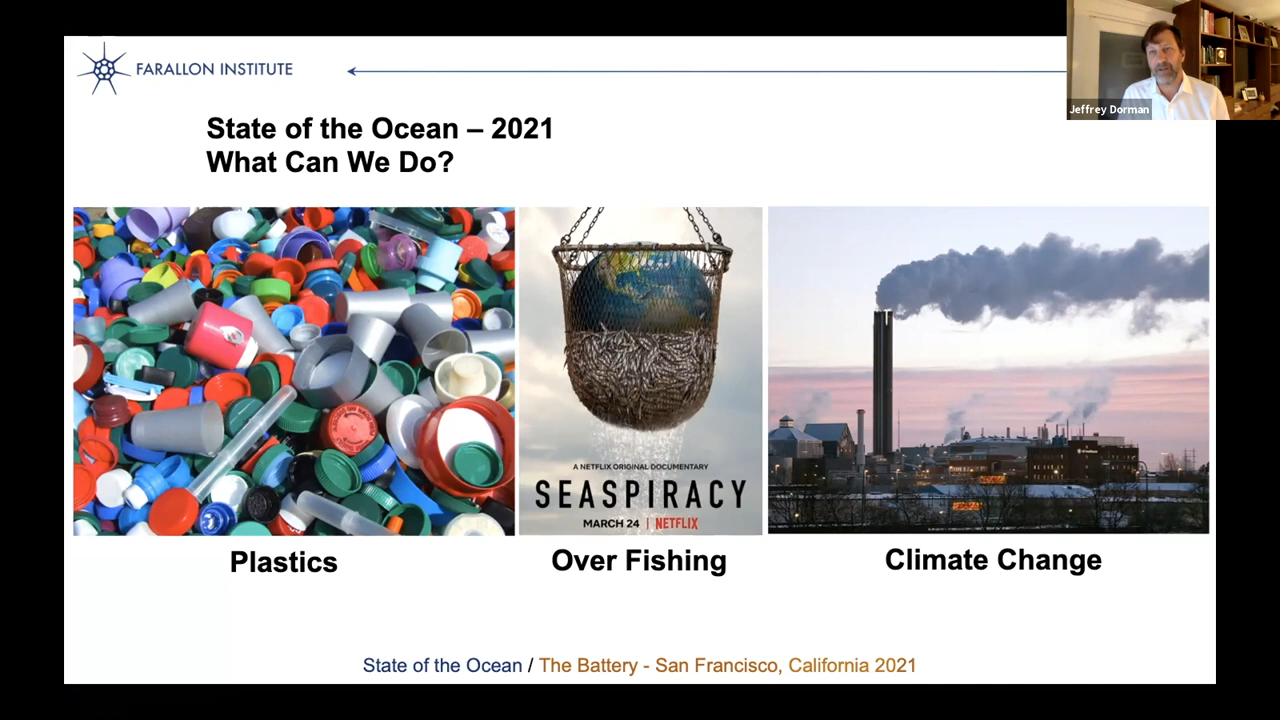 FARALLON INSTITUTE
Jeffrey Dorman
State of the Ocean – 2021
What Can We Do?
A NETFLIX ORIGINAL DOCUMENTARY
SEASPIRACY
MARCH 24 | NETFLIX
Plastics
Over Fishing
Climate Change
State of the Ocean / The Battery - San Francisco, California 2021